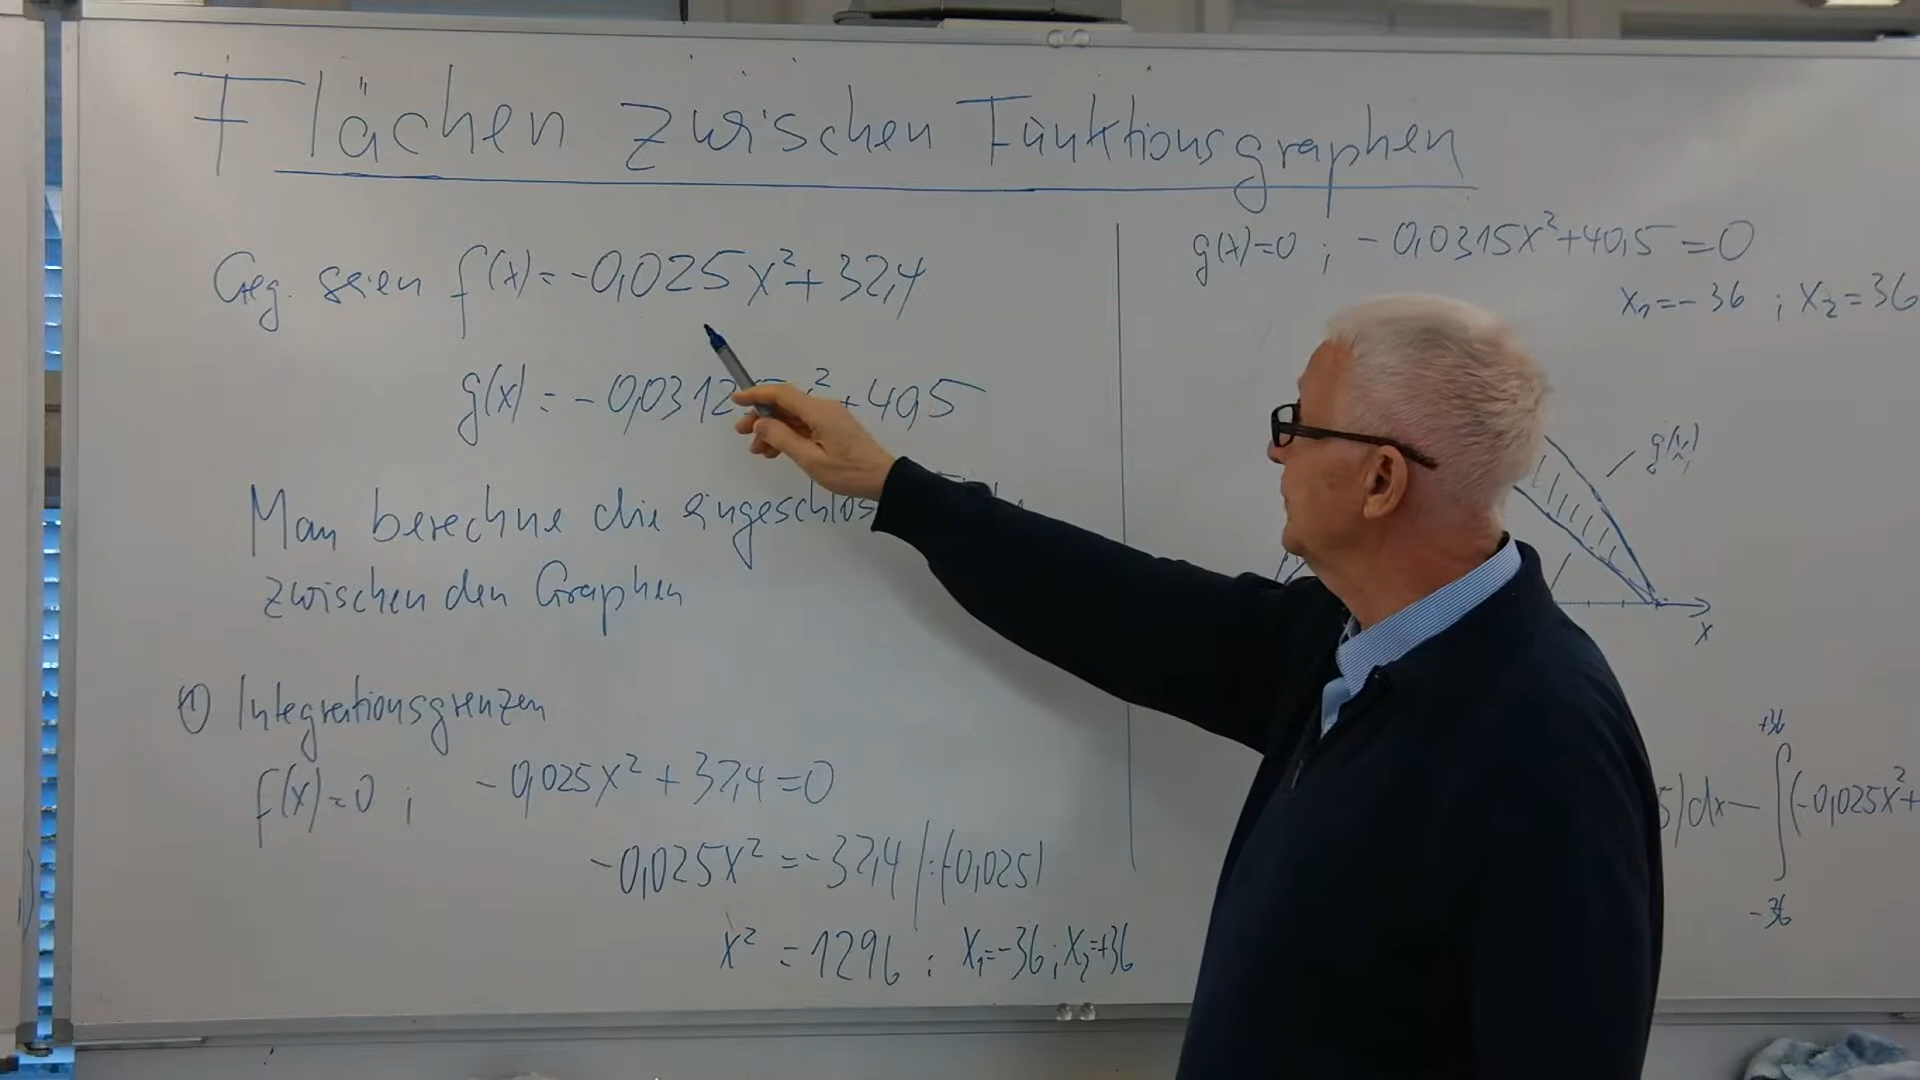 Flächen zwischen Funktionsgraphen
Geg. seien f(x) = -0,025x² + 32,4
g(x) = -0,0312 ² + 40,5
Man berechne die
zwischen den Graphen
① Integrationsgrenzen
f(x)=0 ; -0,025x² + 32,4 = 0
-0,025x² = -32,4 /:(-0,025)
x² = 1296 ; x₁=-36 ; x₂=+36
g(x)=0 ; -0,0315x²+40,5 = 0
x₁=-36 ; x₂=36
g(x)
x
+36
5)dx - ∫(-0,025x²+
-36